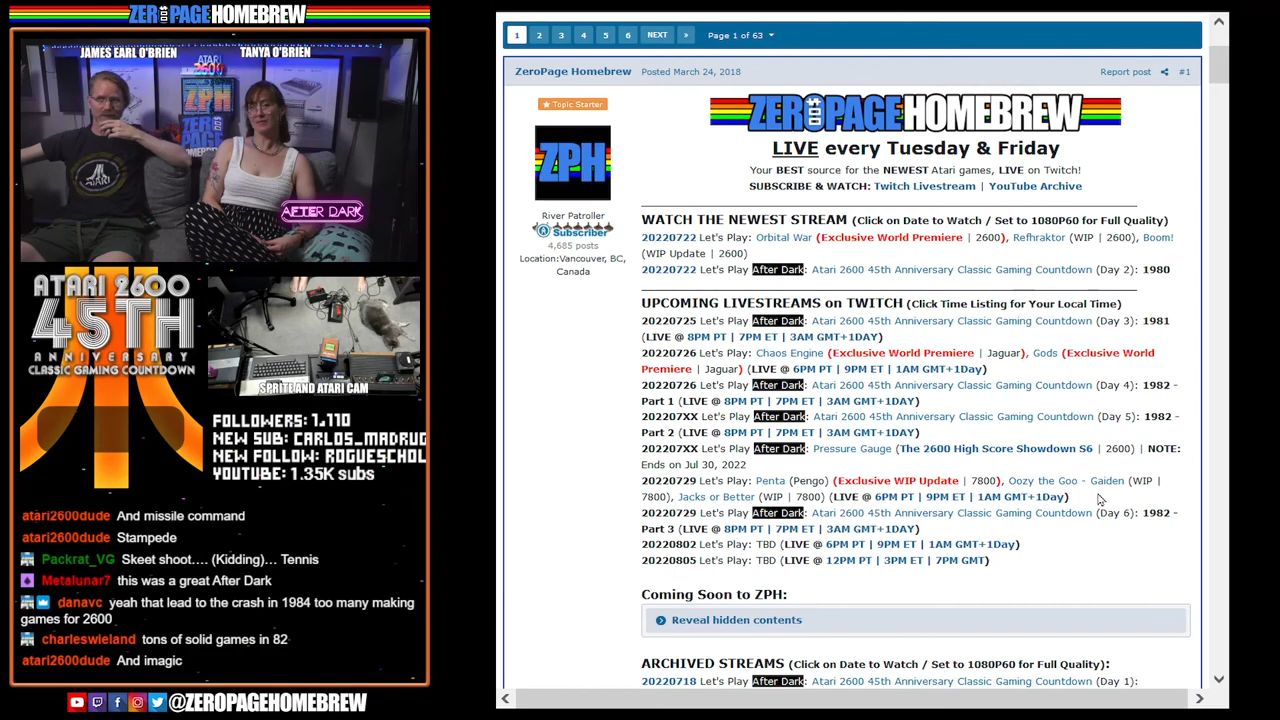 ZEROPAGE HOMEBREW
JAMES EARL O'BRIEN
TANYA O'BRIEN
ATARI
2600
ZPH
ATARI
AFTER DARK
ATARI 2600
45TH
ANNIVERSARY
CLASSIC GAMING COUNTDOWN
SPRITE AND ATARI CAM
FOLLOWERS: 1,110
NEW SUB: CARLOS_MADRUG
NEW FOLLOW: ROGUESCHOL
YOUTUBE: 1.35K subs
atari2600dude And missile command
atari2600dude Stampede
Packrat_VG Skeet shoot.... (Kidding)... Tennis
Metalunar7 this was a great After Dark
danavc yeah that lead to the crash in 1984 too many making
games for 2600
charleswieland tons of solid games in 82
atari2600dude And imagic
@ZEROPAGEHOMEBREW
1 2 3 4 5 6 NEXT » Page 1 of 63
ZeroPage Homebrew Posted March 24, 2018 Report post #1
Topic Starter
ZPH
River Patroller
Subscriber
4,685 posts
Location:Vancouver, BC,
Canada
ZEROPAGEHOMEBREW
LIVE every Tuesday & Friday
Your BEST source for the NEWEST Atari games, LIVE on Twitch!
SUBSCRIBE & WATCH: Twitch Livestream | YouTube Archive
WATCH THE NEWEST STREAM (Click on Date to Watch / Set to 1080P60 for Full Quality)
20220722 Let's Play: Orbital War (Exclusive World Premiere | 2600), Refhraktor (WIP | 2600), Boom!
(WIP Update | 2600)
20220722 Let's Play After Dark: Atari 2600 45th Anniversary Classic Gaming Countdown (Day 2): 1980
UPCOMING LIVESTREAMS on TWITCH (Click Time Listing for Your Local Time)
20220725 Let's Play After Dark: Atari 2600 45th Anniversary Classic Gaming Countdown (Day 3): 1981
(LIVE @ 8PM PT | 7PM ET | 3AM GMT+1DAY)
20220726 Let's Play: Chaos Engine (Exclusive World Premiere | Jaguar), Gods (Exclusive World
Premiere | Jaguar) (LIVE @ 6PM PT | 9PM ET | 1AM GMT+1Day)
20220726 Let's Play After Dark: Atari 2600 45th Anniversary Classic Gaming Countdown (Day 4): 1982 -
Part 1 (LIVE @ 8PM PT | 7PM ET | 3AM GMT+1DAY)
202207XX Let's Play After Dark: Atari 2600 45th Anniversary Classic Gaming Countdown (Day 5): 1982 -
Part 2 (LIVE @ 8PM PT | 7PM ET | 3AM GMT+1DAY)
202207XX Let's Play After Dark: Pressure Gauge (The 2600 High Score Showdown S6 | 2600) | NOTE:
Ends on Jul 30, 2022
20220729 Let's Play: Penta (Pengo) (Exclusive WIP Update | 7800), Oozy the Goo - Gaiden (WIP |
7800), Jacks or Better (WIP | 7800) (LIVE @ 6PM PT | 9PM ET | 1AM GMT+1Day)
20220729 Let's Play After Dark: Atari 2600 45th Anniversary Classic Gaming Countdown (Day 6): 1982 -
Part 3 (LIVE @ 8PM PT | 7PM ET | 3AM GMT+1DAY)
20220802 Let's Play: TBD (LIVE @ 6PM PT | 9PM ET | 1AM GMT+1Day)
20220805 Let's Play: TBD (LIVE @ 12PM PT | 3PM ET | 7PM GMT)
Coming Soon to ZPH:
Reveal hidden contents
ARCHIVED STREAMS (Click on Date to Watch / Set to 1080P60 for Full Quality):
20220718 Let's Play After Dark: Atari 2600 45th Anniversary Classic Gaming Countdown (Day 1):